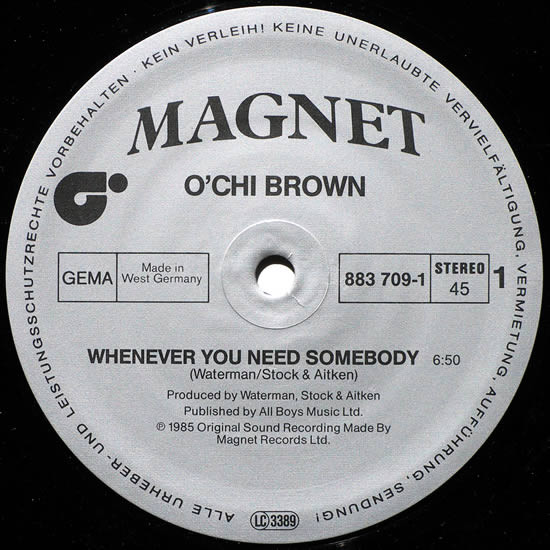 ALLE URHEBER- UND LEISTUNGSSCHUTZRECHTE VORBEHALTEN · KEIN VERLEIH! KEINE UNERLAUBTE VERVIELFÄLTIGUNG, VERMIETUNG, AUFFÜHRUNG, SENDUNG!
MAGNET
O'CHI BROWN
GEMA
Made in
West Germany
883 709-1
STEREO
45
1
WHENEVER YOU NEED SOMEBODY 6:50
(Waterman/Stock & Aitken)
Produced by Waterman, Stock & Aitken
Published by All Boys Music Ltd.
℗ 1985 Original Sound Recording Made By
Magnet Records Ltd.
LC 3389